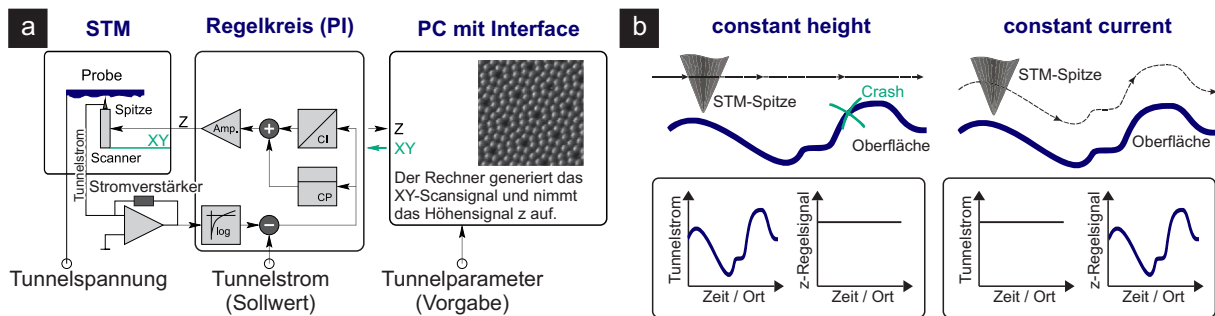 a
STM
Regelkreis (PI)
PC mit Interface
Probe
Spitze
Z
XY
Scanner
Tunnelstrom
Stromverstärker
Amp.
+
CI
CP
log
−
Z
XY
Der Rechner generiert das
XY-Scansignal und nimmt
das Höhensignal z auf.
Tunnelspannung
Tunnelstrom
(Sollwert)
Tunnelparameter
(Vorgabe)
b
constant height
constant current
STM-Spitze
Crash
Oberfläche
STM-Spitze
Oberfläche
Tunnelstrom
Zeit / Ort
z-Regelsignal
Zeit / Ort
Tunnelstrom
Zeit / Ort
z-Regelsignal
Zeit / Ort